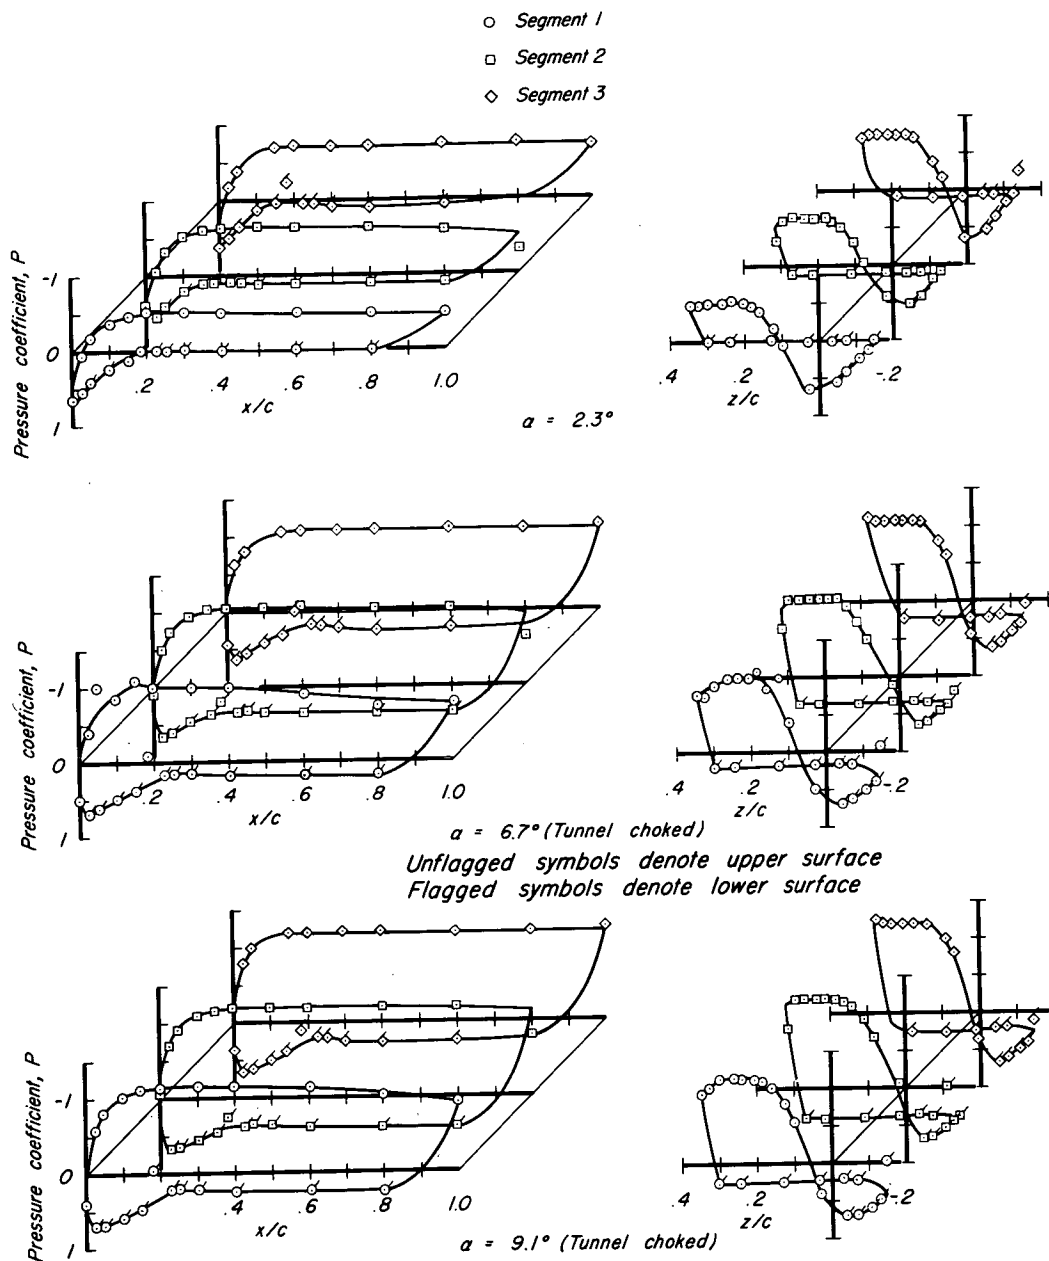 Segment 1
Segment 2
Segment 3
Pressure coefficient, P
-1
0
1
.2 .4 .6 .8 1.0
x/c
.4 .2 -.2
z/c
α = 2.3°
Pressure coefficient, P
-1
0
1
.2 .4 .6 .8 1.0
x/c
.4 .2 -.2
z/c
α = 6.7° (Tunnel choked)
Unflagged symbols denote upper surface
Flagged symbols denote lower surface
Pressure coefficient, P
-1
0
1
.2 .4 .6 .8 1.0
x/c
.4 .2 -.2
z/c
α = 9.1° (Tunnel choked)